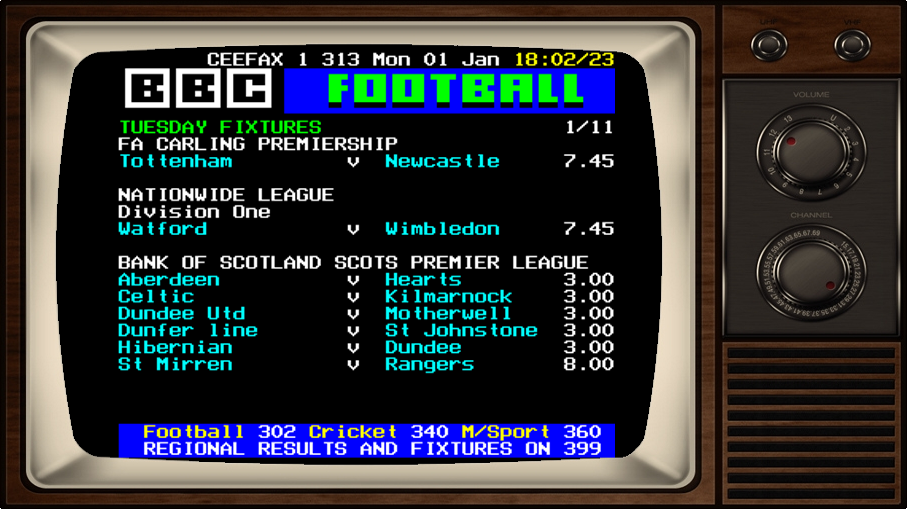 CEEFAX 1 313 Mon 01 Jan 18:02/23
BBC FOOTBALL
TUESDAY FIXTURES 1/11
FA CARLING PREMIERSHIP
Tottenham v Newcastle 7.45
NATIONWIDE LEAGUE
Division One
Watford v Wimbledon 7.45
BANK OF SCOTLAND SCOTS PREMIER LEAGUE
Aberdeen v Hearts 3.00
Celtic v Kilmarnock 3.00
Dundee Utd v Motherwell 3.00
Dunfer line v St Johnstone 3.00
Hibernian v Dundee 3.00
St Mirren v Rangers 8.00
Football 302 Cricket 340 M/Sport 360
REGIONAL RESULTS AND FIXTURES ON 399
UHF VHF
VOLUME
CHANNEL